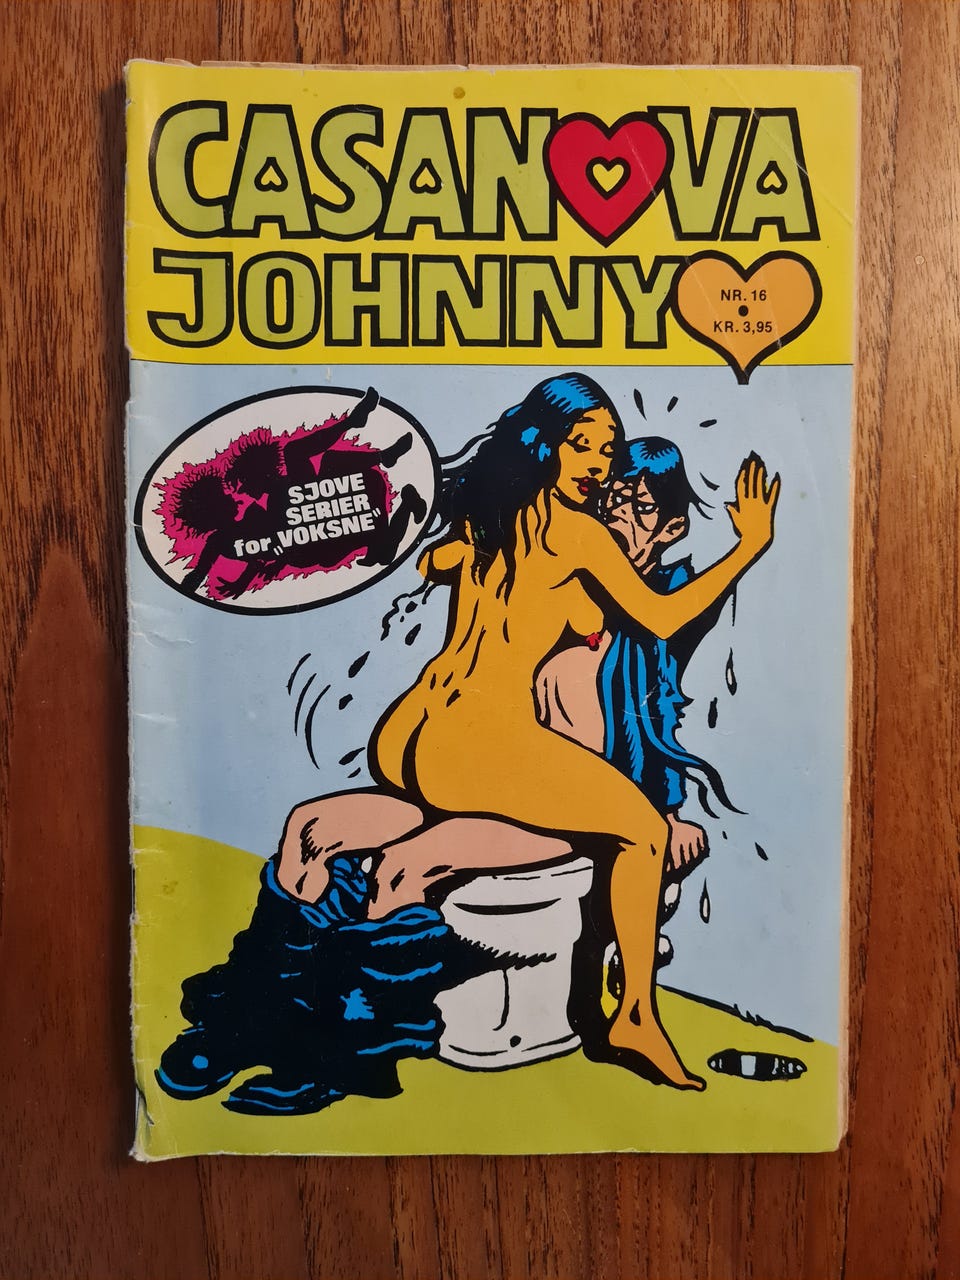 CASANOVA
JOHNNY
NR. 16
KR. 3,95
SJOVE
SERIER
for „VOKSNE"